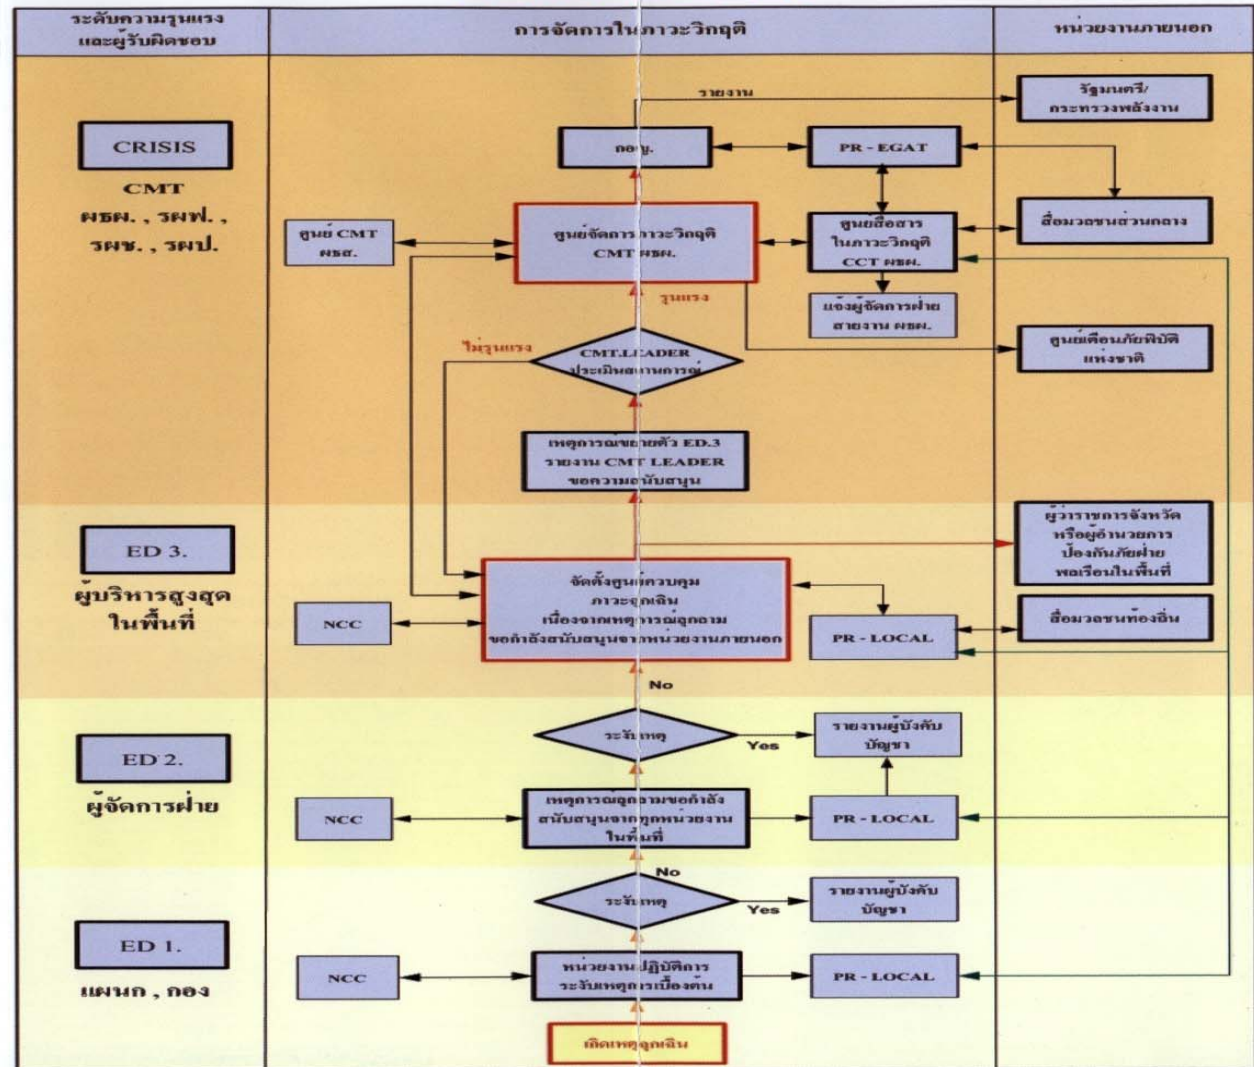 ระดับความรุนแรง
และผู้รับผิดชอบ
การจัดการในภาวะวิกฤติ
หน่วยงานภายนอก
รายงาน
รัฐมนตรี/
กระทรวงพลังงาน
CRISIS
CMT
ผธผ. , รผฟ. ,
รผช. , รผป.
กอญ.
PR - EGAT
ศูนย์ CMT
ผธส.
ศูนย์จัดการภาวะวิกฤติ
CMT ผธผ.
ศูนย์สื่อสาร
ในภาวะวิกฤติ
CCT ผธผ.
สื่อมวลชนส่วนกลาง
รุนแรง
แจ้งผู้จัดการฝ่าย
สายงาน ผธผ.
ไม่รุนแรง
CMT.LEADER
ประเมินสถานการณ์
ศูนย์เตือนภัยพิบัติ
แห่งชาติ
เหตุการณ์ขยายตัว ED.3
รายงาน CMT LEADER
ขอความสนับสนุน
ED 3.
ผู้บริหารสูงสุด
ในพื้นที่
ผู้ว่าราชการจังหวัด
หรือผู้อำนวยการ
ป้องกันภัยฝ่าย
พลเรือนในพื้นที่
NCC
จัดตั้งศูนย์ควบคุม
ภาวะฉุกเฉิน
เนื่องจากเหตุการณ์ลุกลาม
ขอกำลังสนับสนุนจากหน่วยงานภายนอก
PR - LOCAL
สื่อมวลชนท้องถิ่น
No
ED 2.
ผู้จัดการฝ่าย
ระงับเหตุ
Yes
รายงานผู้บังคับ
บัญชา
NCC
เหตุการณ์ลุกลามขอกำลัง
สนับสนุนจากทุกหน่วยงาน
ในพื้นที่
PR - LOCAL
No
ED 1.
แผนก , กอง
ระงับเหตุ
Yes
รายงานผู้บังคับ
บัญชา
NCC
หน่วยงานปฏิบัติการ
ระงับเหตุการเบื้องต้น
PR - LOCAL
เกิดเหตุฉุกเฉิน